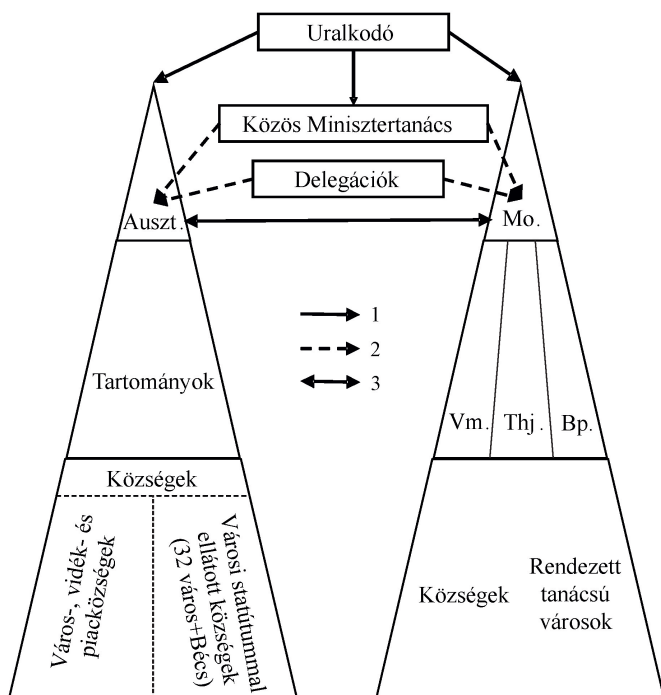 Uralkodó
Közös Minisztertanács
Delegációk
Auszt.
Mo.
1
2
3
Tartományok
Vm.
Thj.
Bp.
Községek
Város-, vidék- és
piacközségek
Városi statútummal
ellátott községek
(32 város+Bécs)
Községek
Rendezett
tanácsú
városok